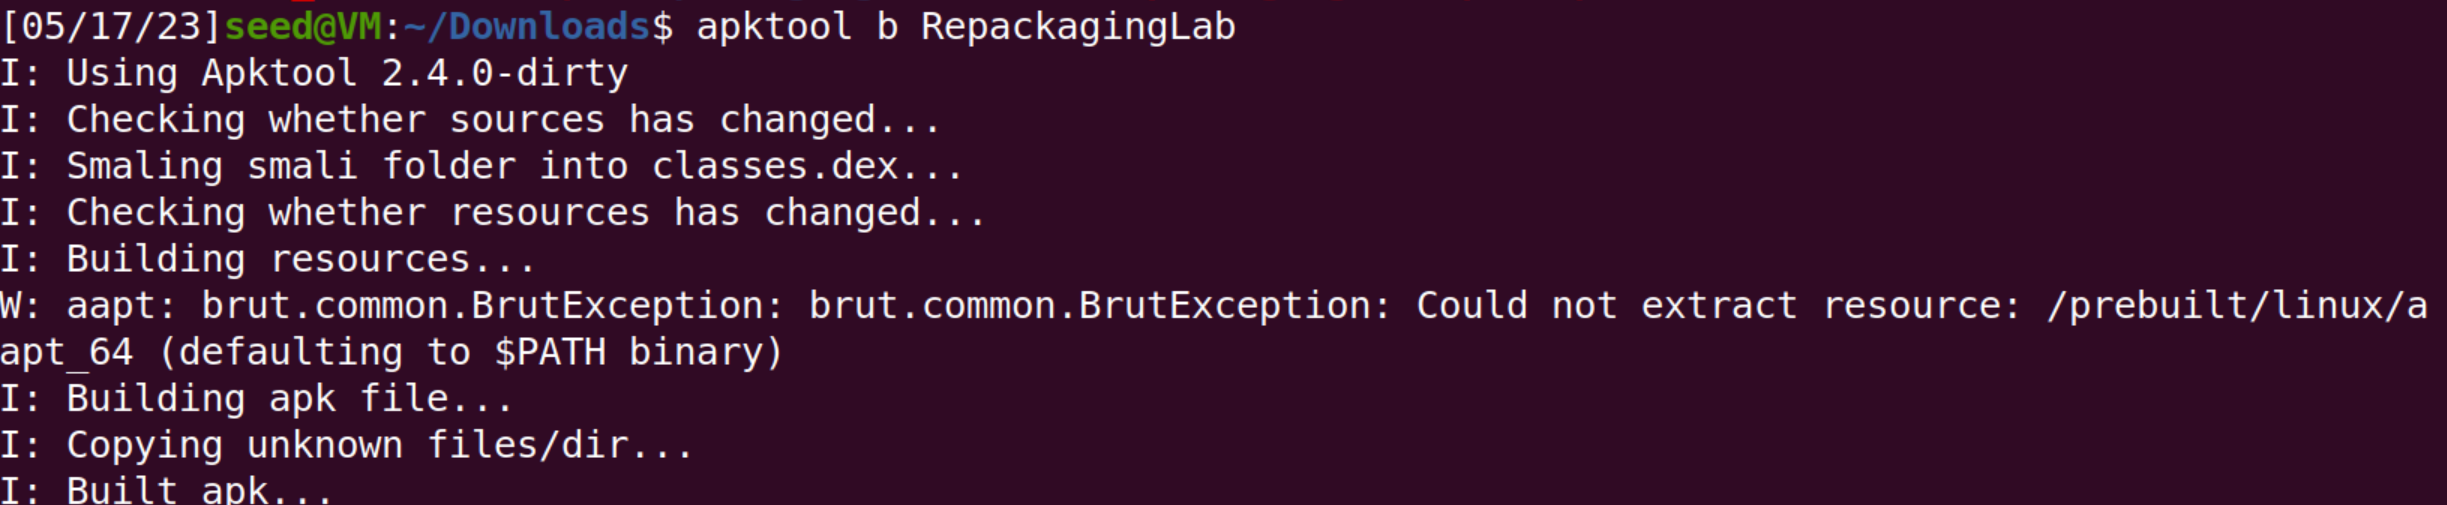 [05/17/23]seed@VM:~/Downloads$ apktool b RepackagingLab
I: Using Apktool 2.4.0-dirty
I: Checking whether sources has changed...
I: Smaling smali folder into classes.dex...
I: Checking whether resources has changed...
I: Building resources...
W: aapt: brut.common.BrutException: brut.common.BrutException: Could not extract resource: /prebuilt/linux/a
apt_64 (defaulting to $PATH binary)
I: Building apk file...
I: Copying unknown files/dir...
I: Built apk...